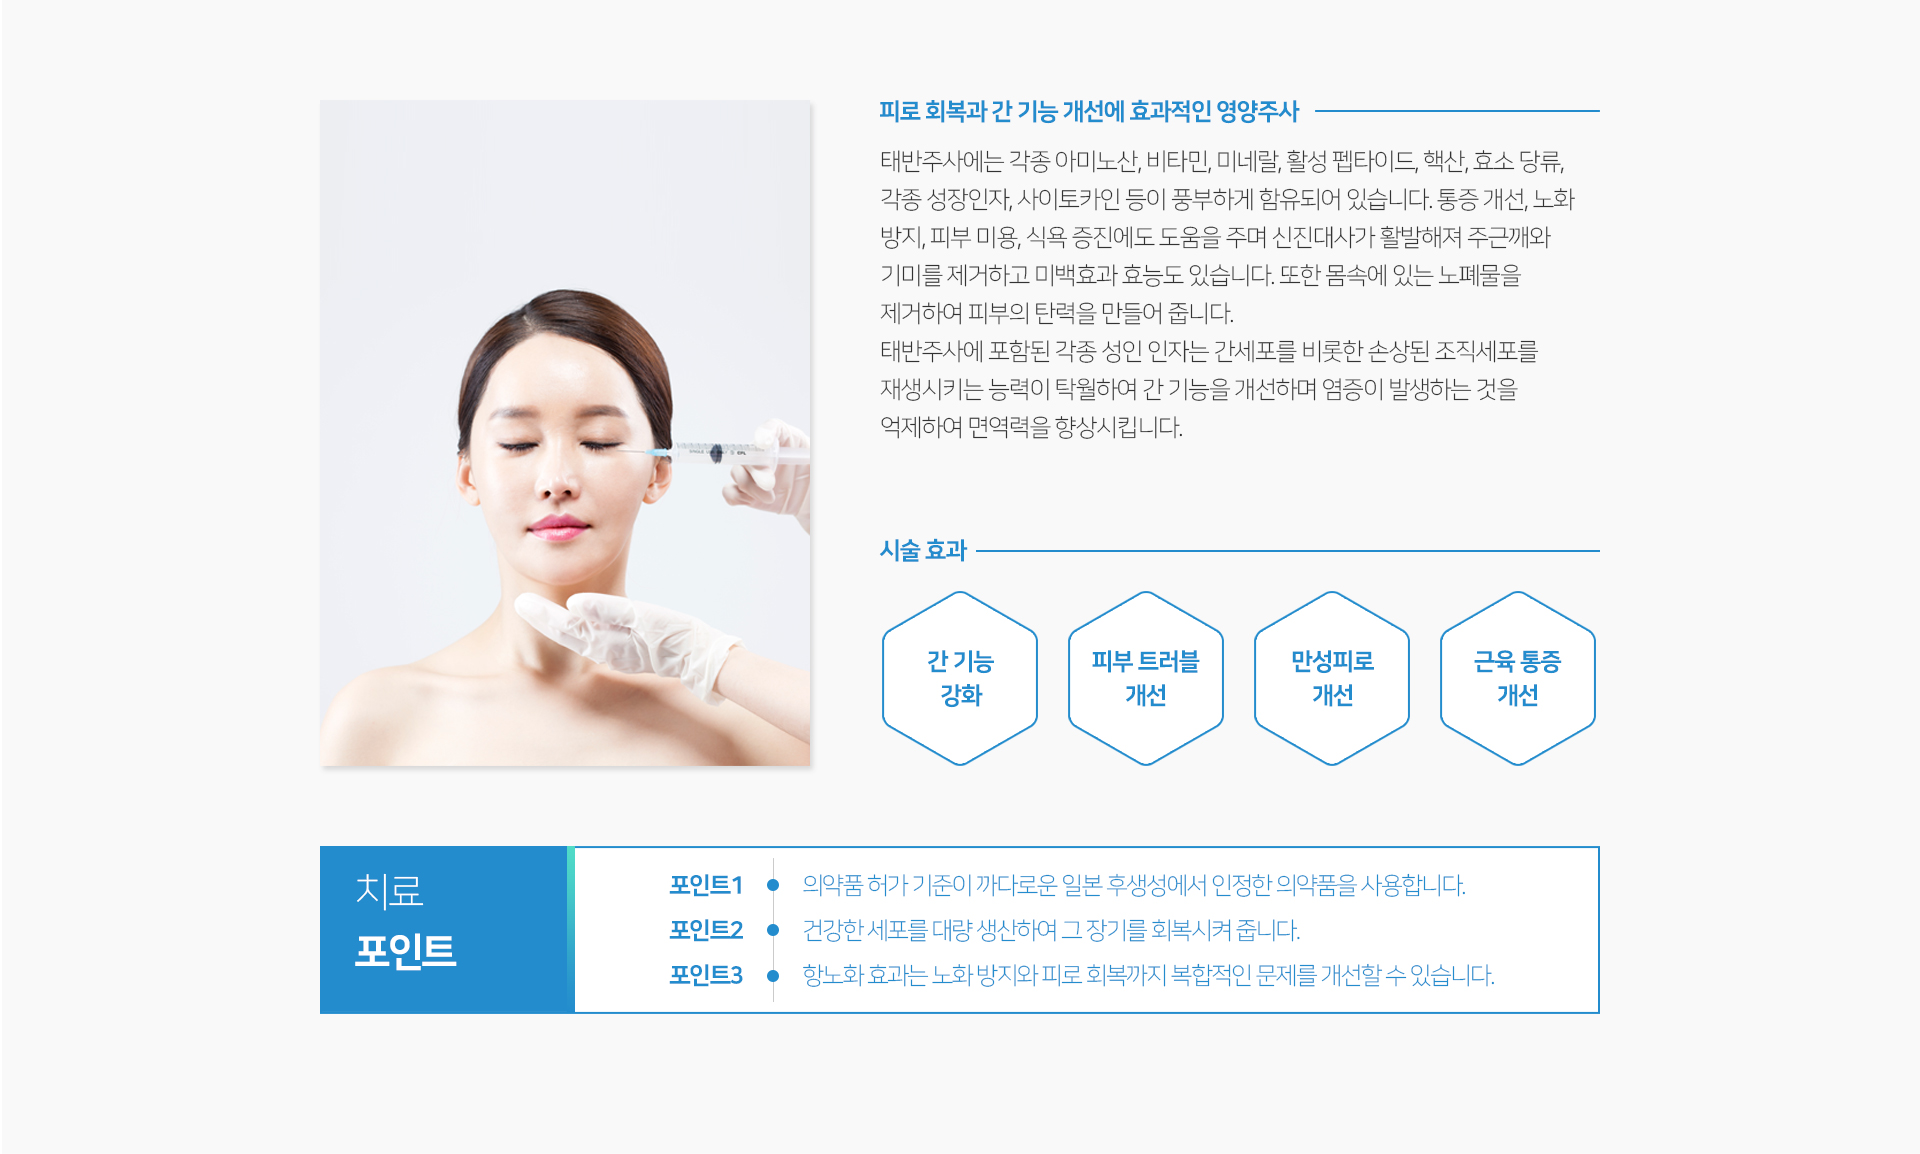 피로 회복과 간 기능 개선에 효과적인 영양주사
태반주사에는 각종 아미노산, 비타민, 미네랄, 활성 펩타이드, 핵산, 효소 당류,
각종 성장인자, 사이토카인 등이 풍부하게 함유되어 있습니다. 통증 개선, 노화
방지, 피부 미용, 식욕 증진에도 도움을 주며 신진대사가 활발해져 주근깨와
기미를 제거하고 미백효과 효능도 있습니다. 또한 몸속에 있는 노폐물을
제거하여 피부의 탄력을 만들어 줍니다.
태반주사에 포함된 각종 성인 인자는 간세포를 비롯한 손상된 조직세포를
재생시키는 능력이 탁월하여 간 기능을 개선하며 염증이 발생하는 것을
억제하여 면역력을 향상시킵니다.
시술 효과
간 기능
강화
피부 트러블
개선
만성피로
개선
근육 통증
개선
치료
포인트
포인트1 의약품 허가 기준이 까다로운 일본 후생성에서 인정한 의약품을 사용합니다.
포인트2 건강한 세포를 대량 생산하여 그 장기를 회복시켜 줍니다.
포인트3 항노화 효과는 노화 방지와 피로 회복까지 복합적인 문제를 개선할 수 있습니다.